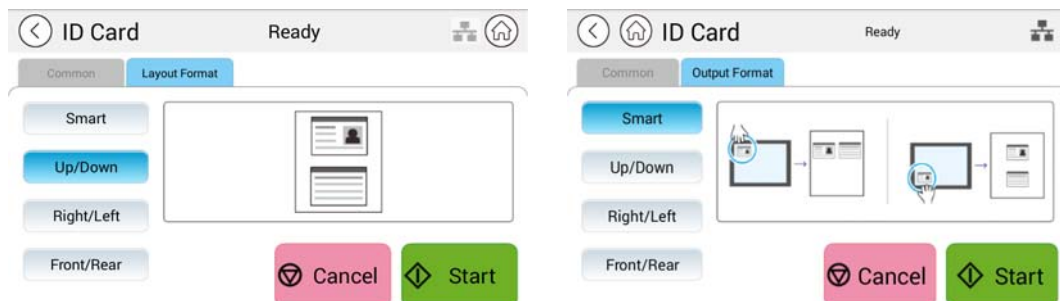 ID Card
Ready
Common
Layout Format
Smart
Up/Down
Right/Left
Front/Rear
Cancel
Start
ID Card
Ready
Common
Output Format
Smart
Up/Down
Right/Left
Front/Rear
Cancel
Start